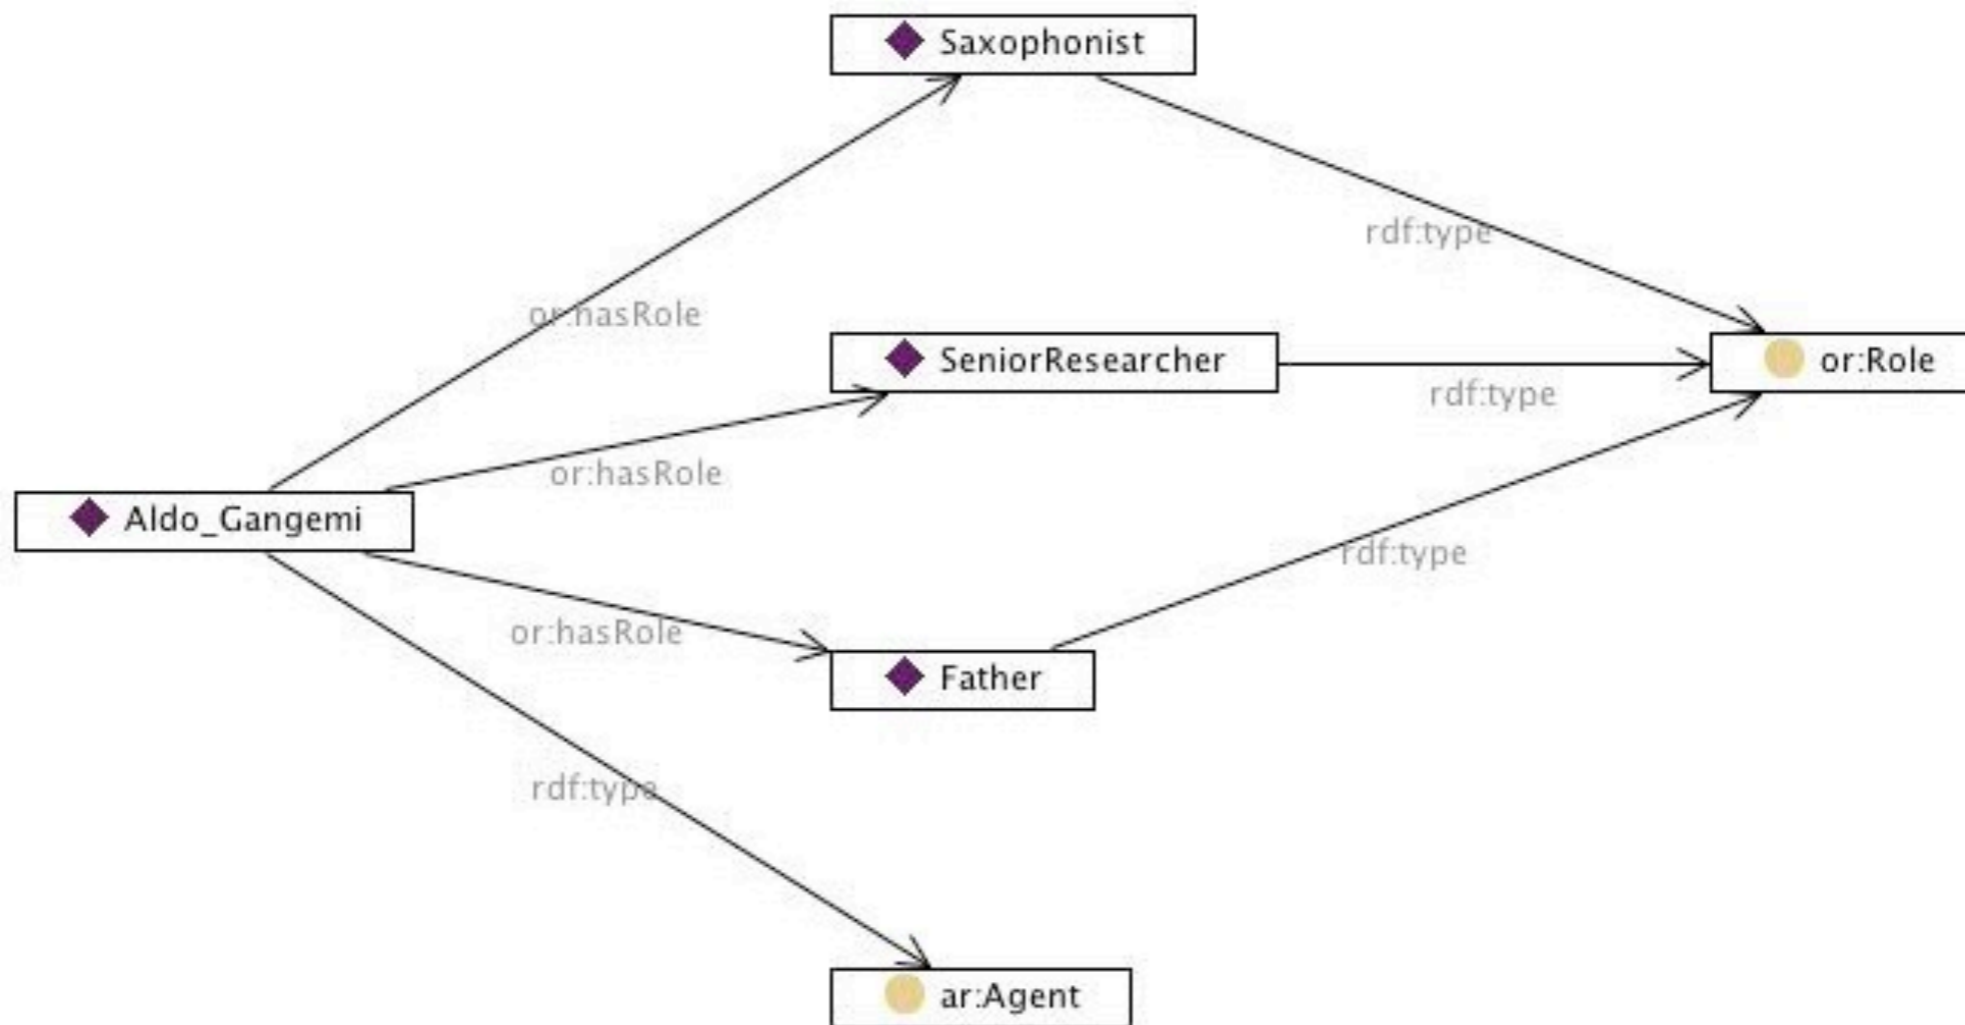 Saxophonist
rdf:type
or:hasRole
SeniorResearcher
or:Role
rdf:type
or:hasRole
Aldo_Gangemi
rdf:type
or:hasRole
Father
rdf:type
ar:Agent